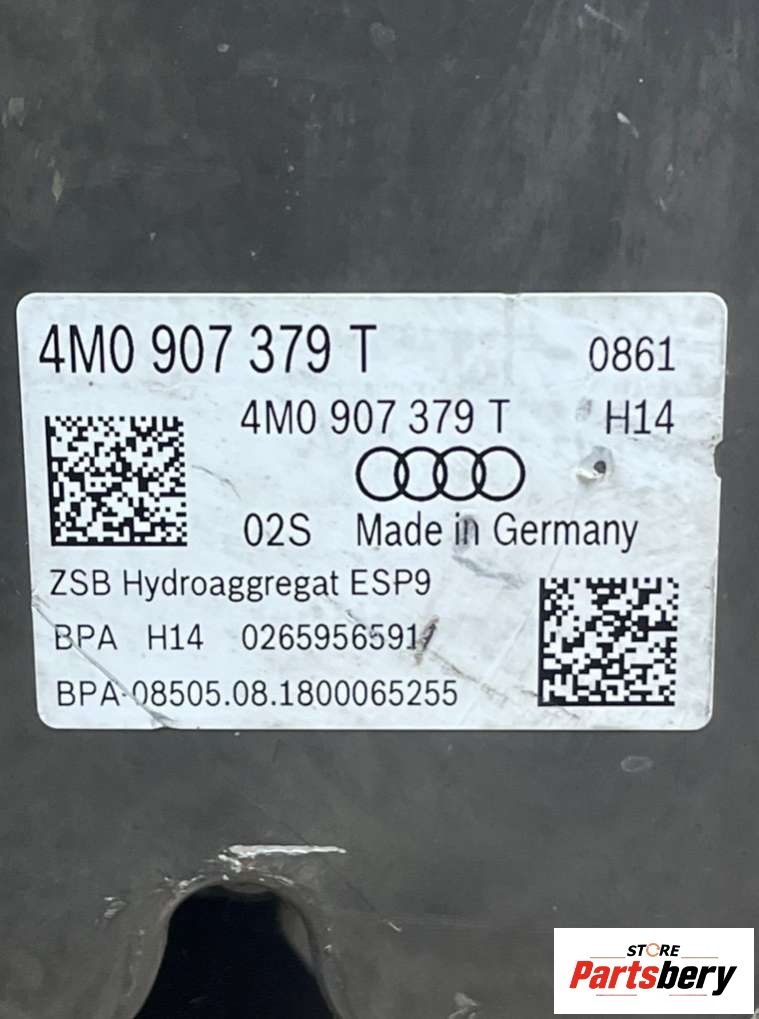 4M0 907 379 T 0861
4M0 907 379 T H14
02S Made in Germany
ZSB Hydroaggregat ESP9
BPA H14 0265956591
BPA-08505.08.1800065255
STORE
Partsbery